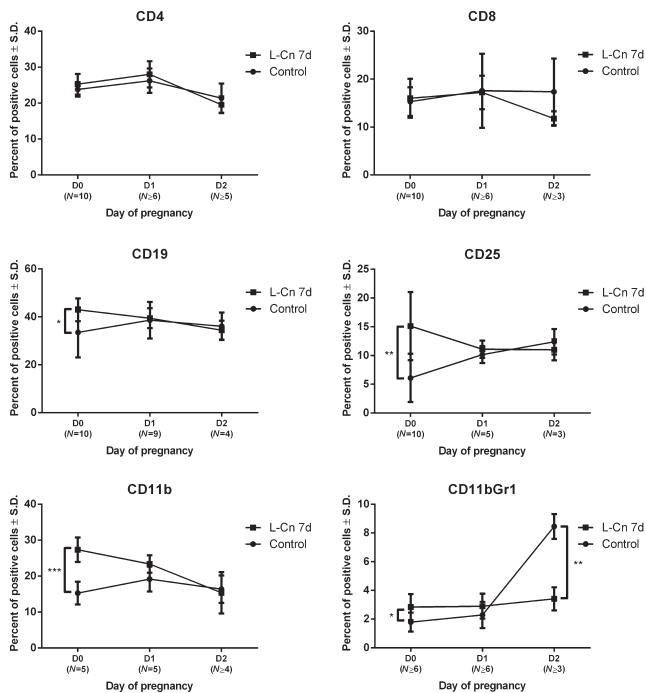 CD4
Percent of positive cells ± S.D.
40
30
20
10
0
L-Cn 7d
Control
D0 D1 D2
(N=10) (N≥6) (N≥5)
Day of pregnancy
CD8
Percent of positive cells ± S.D.
30
20
10
0
L-Cn 7d
Control
D0 D1 D2
(N=10) (N≥6) (N≥3)
Day of pregnancy
CD19
Percent of positive cells ± S.D.
60
40
20
0
*
L-Cn 7d
Control
D0 D1 D2
(N=10) (N=9) (N=4)
Day of pregnancy
CD25
Percent of positive cells ± S.D.
25
20
15
10
5
0
**
L-Cn 7d
Control
D0 D1 D2
(N=10) (N=5) (N=3)
Day of pregnancy
CD11b
Percent of positive cells ± S.D.
40
30
20
10
0
***
L-Cn 7d
Control
D0 D1 D2
(N=5) (N=5) (N≥4)
Day of pregnancy
CD11bGr1
Percent of positive cells ± S.D.
10
8
6
4
2
0
*
**
L-Cn 7d
Control
D0 D1 D2
(N≥6) (N≥6) (N≥3)
Day of pregnancy